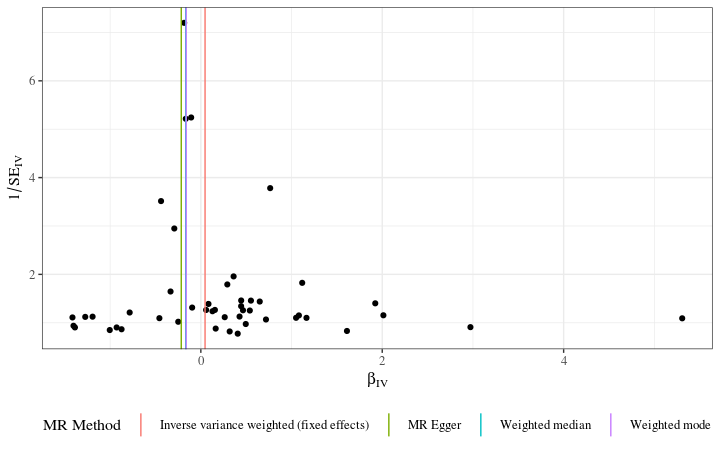 6
4
2
1/SE_IV
0
2
4
β_IV
MR Method
Inverse variance weighted (fixed effects)
MR Egger
Weighted median
Weighted mode